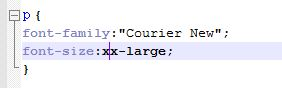 p {
font-family:"Courier New";
font-size:xx-large;
}